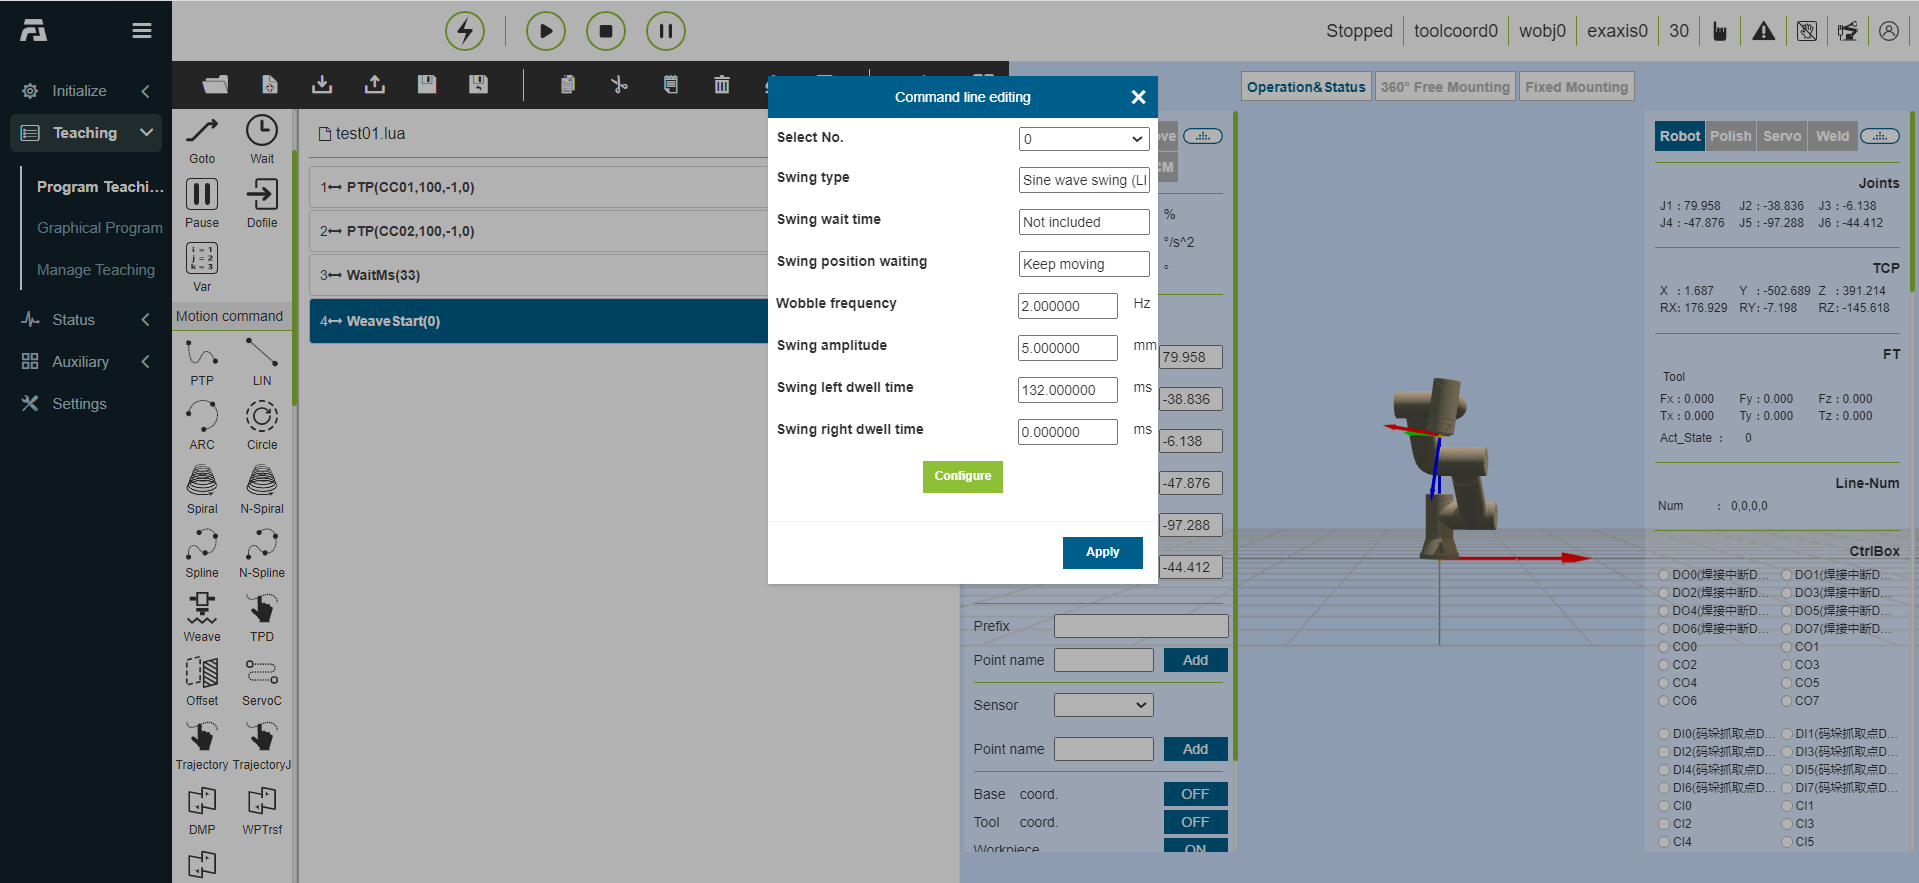 Stopped
toolcoord0
wobj0
exaxis0
30
Initialize
Teaching
Program Teachi...
Graphical Program
Manage Teaching
Status
Auxiliary
Settings
Goto
Wait
Pause
Dofile
Var
Motion command
PTP
LIN
ARC
Circle
Spiral
N-Spiral
Spline
N-Spline
Weave
TPD
Offset
ServoC
Trajectory
TrajectoryJ
DMP
WPTrsf
test01.lua
1 PTP(CC01,100,-1,0)
2 PTP(CC02,100,-1,0)
3 WaitMs(33)
4 WeaveStart(0)
Command line editing
Select No.
0
Swing type
Sine wave swing (LI
Swing wait time
Not included
Swing position waiting
Keep moving
Wobble frequency
2.000000
Hz
Swing amplitude
5.000000
mm
Swing left dwell time
132.000000
ms
Swing right dwell time
0.000000
ms
Configure
Apply
ove
CM
%
°/s^2
°
79.958
-38.836
-6.138
-47.876
-97.288
-44.412
Prefix
Point name
Add
Sensor
Point name
Add
Base coord.
OFF
Tool coord.
OFF
Workpiece
ON
Operation&Status
360° Free Mounting
Fixed Mounting
Robot
Polish
Servo
Weld
Joints
J1 : 79.958 J2 : -38.836 J3 : -6.138
J4 : -47.876 J5 : -97.288 J6 : -44.412
TCP
X : 1.687 Y : -502.689 Z : 391.214
RX: 176.929 RY: -7.198 RZ: -145.618
FT
Tool
Fx : 0.000 Fy : 0.000 Fz : 0.000
Tx : 0.000 Ty : 0.000 Tz : 0.000
Act_State : 0
Line-Num
Num : 0,0,0,0
CtrlBox
DO0(焊接中断D... DO1(焊接中断D...
DO2(焊接中断D... DO3(焊接中断D...
DO4(焊接中断D... DO5(焊接中断D...
DO6(焊接中断D... DO7(焊接中断D...
CO0 CO1
CO2 CO3
CO4 CO5
CO6 CO7
DI0(码垛抓取点D... DI1(码垛抓取点D...
DI2(码垛抓取点D... DI3(码垛抓取点D...
DI4(码垛抓取点D... DI5(码垛抓取点D...
DI6(码垛抓取点D... DI7(码垛抓取点D...
CI0 CI1
CI2 CI3
CI4 CI5